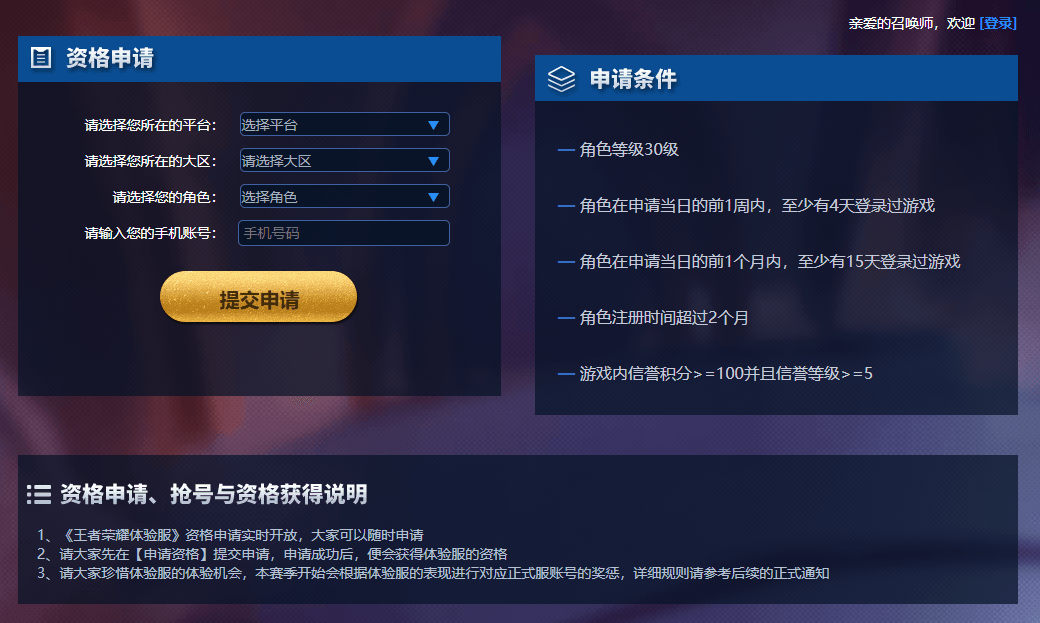 亲爱的召唤师，欢迎 [登录]
资格申请
请选择您所在的平台： 选择平台
请选择您所在的大区： 请选择大区
请选择您的角色： 选择角色
请输入您的手机账号： 手机号码
提交申请
申请条件
— 角色等级30级
— 角色在申请当日的前1周内，至少有4天登录过游戏
— 角色在申请当日的前1个月内，至少有15天登录过游戏
— 角色注册时间超过2个月
— 游戏内信誉积分>=100并且信誉等级>=5
资格申请、抢号与资格获得说明
1、《王者荣耀体验服》资格申请实时开放，大家可以随时申请
2、请大家先在【申请资格】提交申请，申请成功后，便会获得体验服的资格
3、请大家珍惜体验服的体验机会，本赛季开始会根据体验服的表现进行对应正式服账号的奖惩，详细规则请参考后续的正式通知